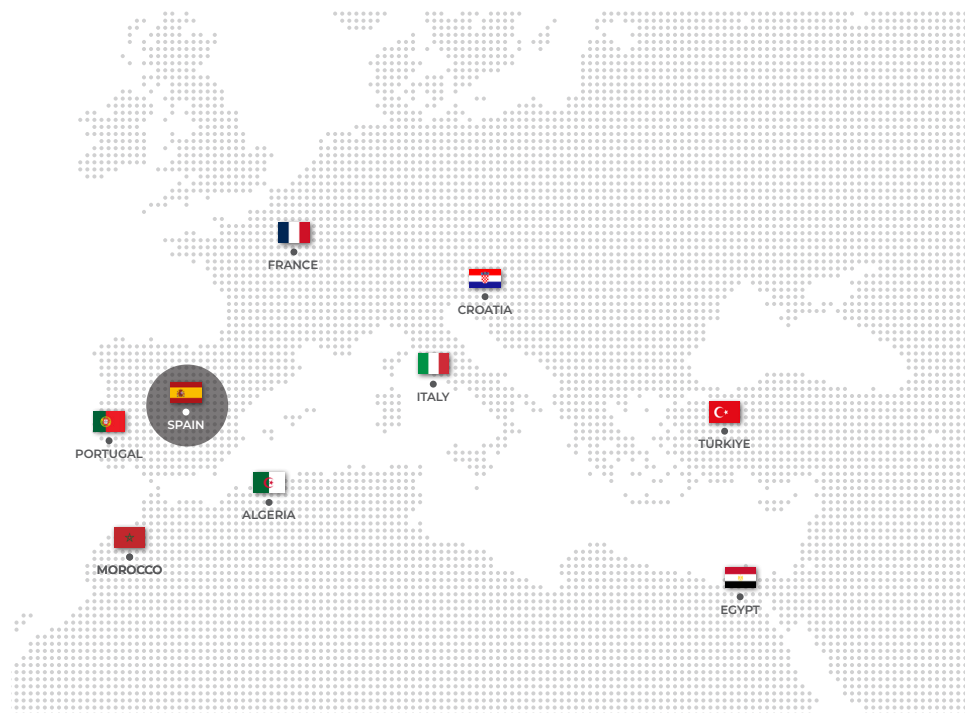 FRANCE
CROATIA
ITALY
SPAIN
TÜRKIYE
PORTUGAL
ALGERIA
MOROCCO
EGYPT